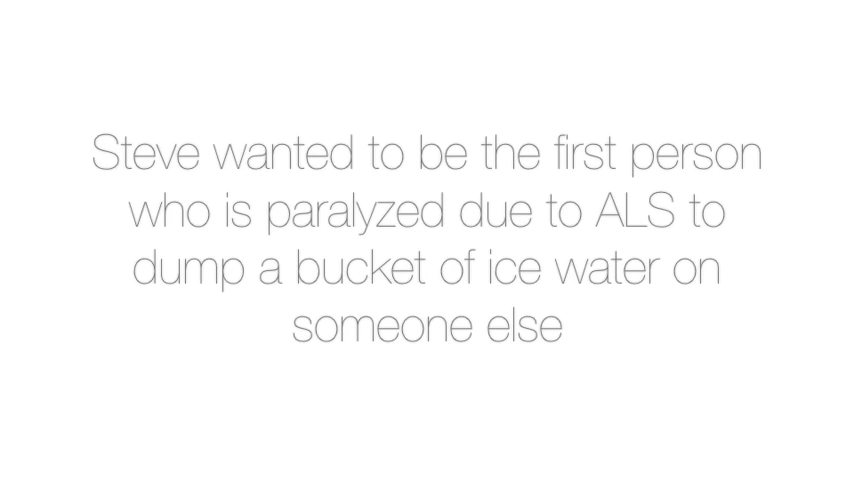 Steve wanted to be the first person
who is paralyzed due to ALS to
dump a bucket of ice water on
someone else